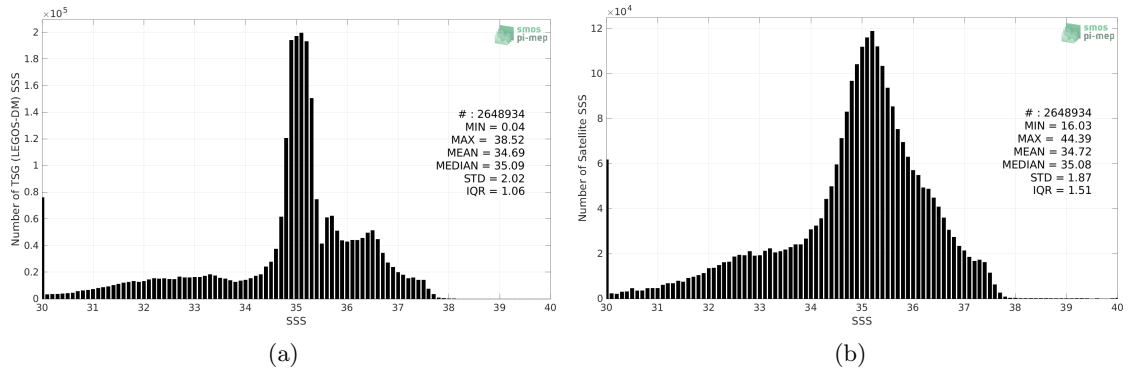 ×10⁵
2
1.8
1.6
1.4
1.2
1
0.8
0.6
0.4
0.2
0
Number of TSG (LEGOS-DM) SSS
smos
pi-mep
# : 2648934
MIN = 0.04
MAX = 38.52
MEAN = 34.69
MEDIAN = 35.09
STD = 2.02
IQR = 1.06
30 31 32 33 34 35 36 37 38 39 40
SSS
(a)
×10⁴
12
10
8
6
4
2
0
Number of Satellite SSS
smos
pi-mep
# : 2648934
MIN = 16.03
MAX = 44.39
MEAN = 34.72
MEDIAN = 35.08
STD = 1.87
IQR = 1.51
30 31 32 33 34 35 36 37 38 39 40
SSS
(b)